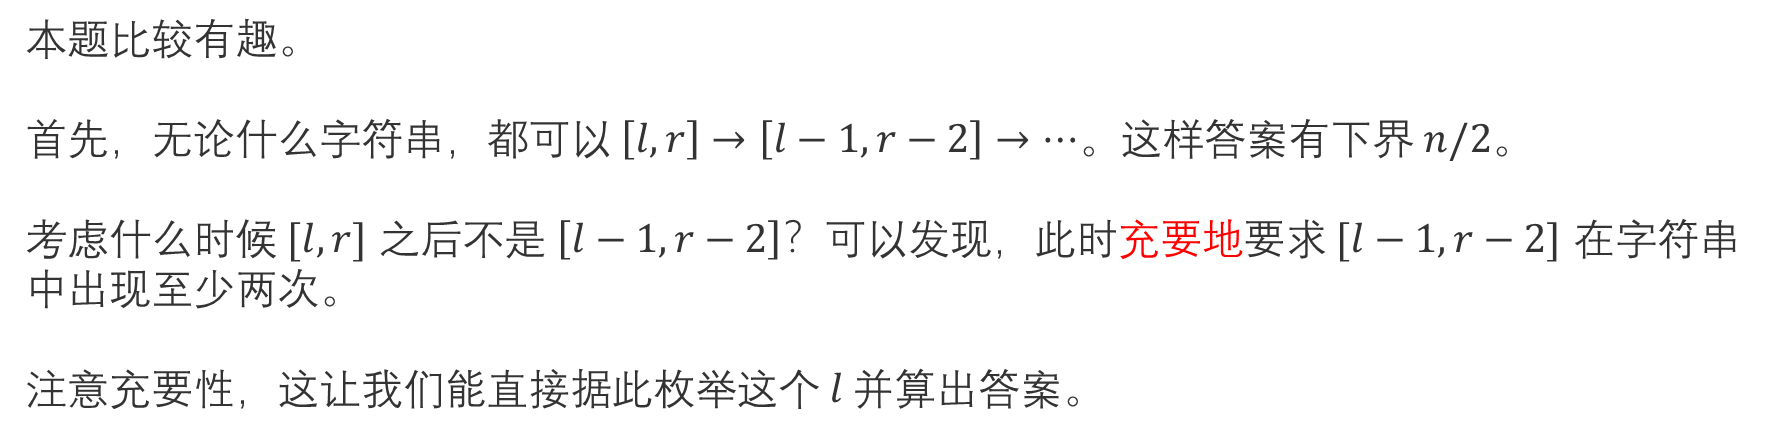 本题比较有趣。
首先，无论什么字符串，都可以 [l, r] → [l − 1, r − 2] → ⋯。这样答案有下界 n/2。
考虑什么时候 [l, r] 之后不是 [l − 1, r − 2]？可以发现，此时充要地要求 [l − 1, r − 2] 在字符串
中出现至少两次。
注意充要性，这让我们能直接据此枚举这个 l 并算出答案。